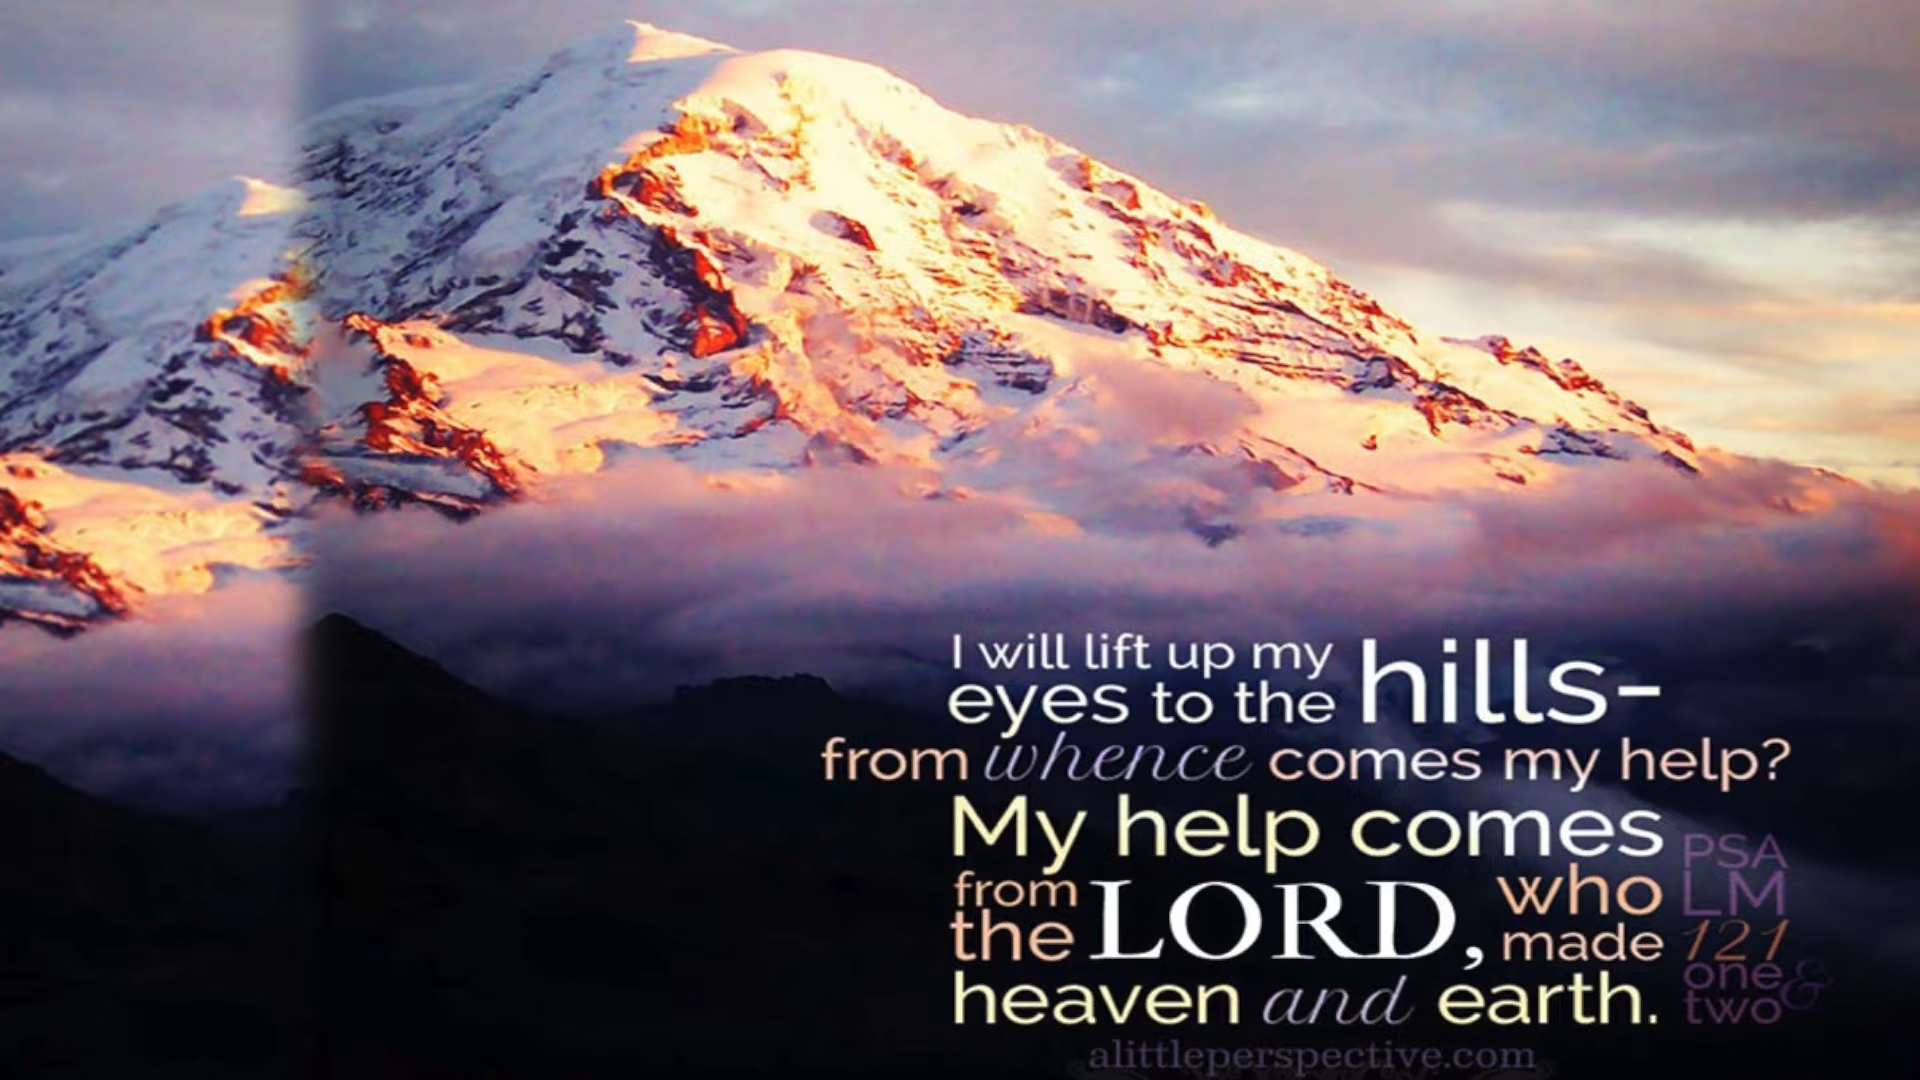 I will lift up my
eyes to the hills-
from whence comes my help?
My help comes
from
the LORD, who
made
heaven and earth.
PSA
LM
121
one &
two
alittleperspective.com